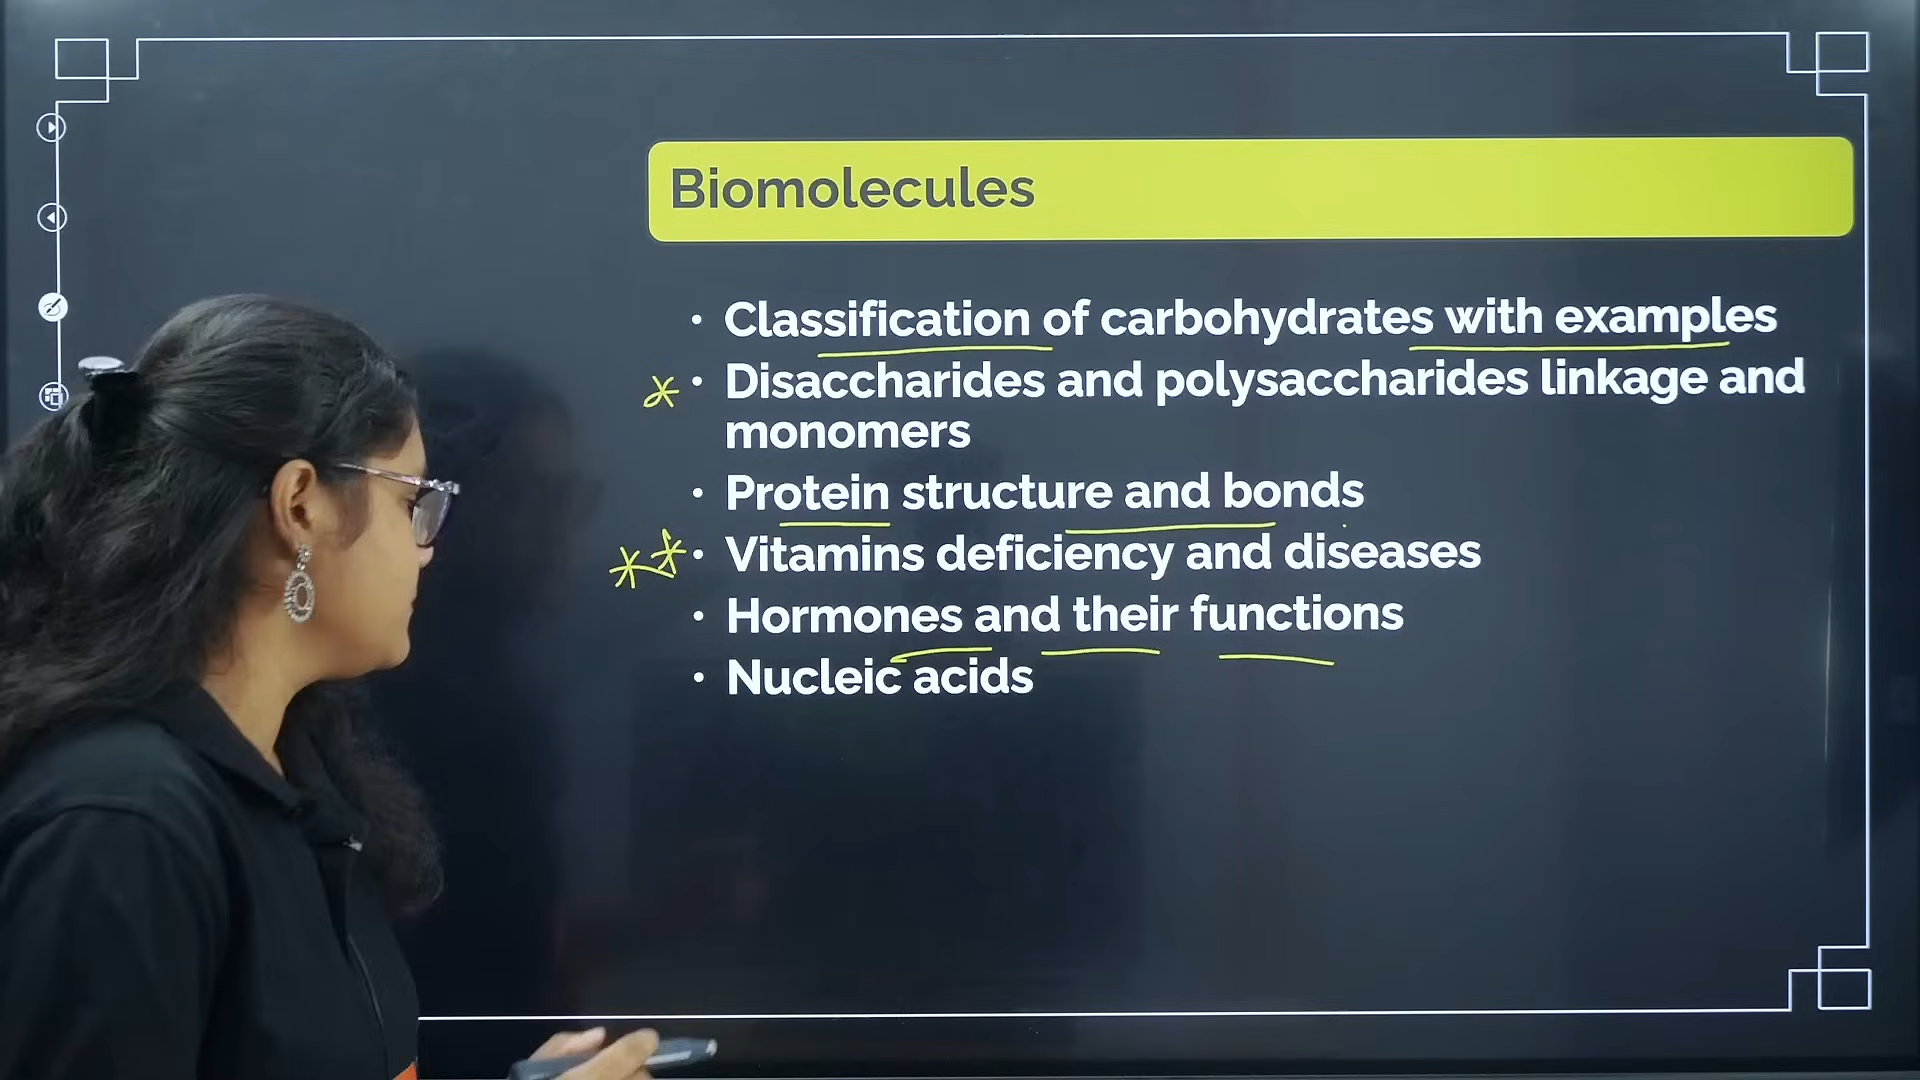 Biomolecules
• Classification of carbohydrates with examples
• Disaccharides and polysaccharides linkage and
monomers
• Protein structure and bonds
• Vitamins deficiency and diseases
• Hormones and their functions
• Nucleic acids